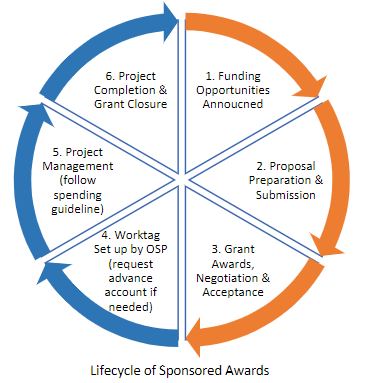 1. Funding
Opportunities
Annoucned
2. Proposal
Preparation &
Submission
3. Grant
Awards,
Negotiation &
Acceptance
4. Worktag
Set up by OSP
(request
advance
account if
needed)
5. Project
Management
(follow
spending
guideline)
6. Project
Completion
& Grant Closure
Lifecycle of Sponsored Awards